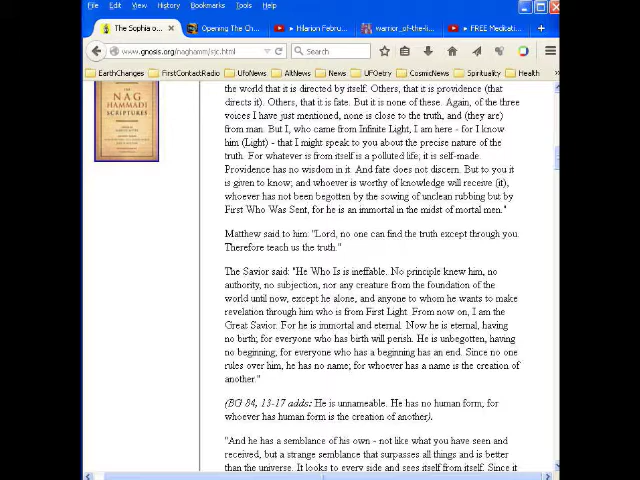 File Edit View History Bookmarks Tools Help
The Sophia o... Opening The Ch... Hilarion Februa... warrior_of-the-li... FREE Meditati...
www.gnosis.org/naghamm/sjc.html Search
EarthChanges FirstContactRadio UfoNews AltNews News UFOetry CosmicNews Spirituality Health
THE
NAG
HAMMADI
SCRIPTURES
the world that it is directed by itself. Others, that it is providence (that
directs it). Others, that it is fate. But it is none of these. Again, of the three
voices I have just mentioned, none is close to the truth, and (they are)
from man. But I, who came from Infinite Light, I am here - for I know
him (Light) - that I might speak to you about the precise nature of the
truth. For whatever is from itself is a polluted life; it is self-made.
Providence has no wisdom in it. And fate does not discern. But to you it
is given to know; and whoever is worthy of knowledge will receive (it),
whoever has not been begotten by the sowing of unclean rubbing but by
First Who Was Sent, for he is an immortal in the midst of mortal men."
Matthew said to him: "Lord, no one can find the truth except through you.
Therefore teach us the truth."
The Savior said: "He Who Is is ineffable. No principle knew him, no
authority, no subjection, nor any creature from the foundation of the
world until now, except he alone, and anyone to whom he wants to make
revelation through him who is from First Light. From now on, I am the
Great Savior. For he is immortal and eternal. Now he is eternal, having
no birth; for everyone who has birth will perish. He is unbegotten, having
no beginning; for everyone who has a beginning has an end. Since no one
rules over him, he has no name; for whoever has a name is the creation of
another."
(BG 84, 13-17 adds: He is unnameable. He has no human form; for
whoever has human form is the creation of another).
"And he has a semblance of his own - not like what you have seen and
received, but a strange semblance that surpasses all things and is better
than the universe. It looks to every side and sees itself from itself. Since it